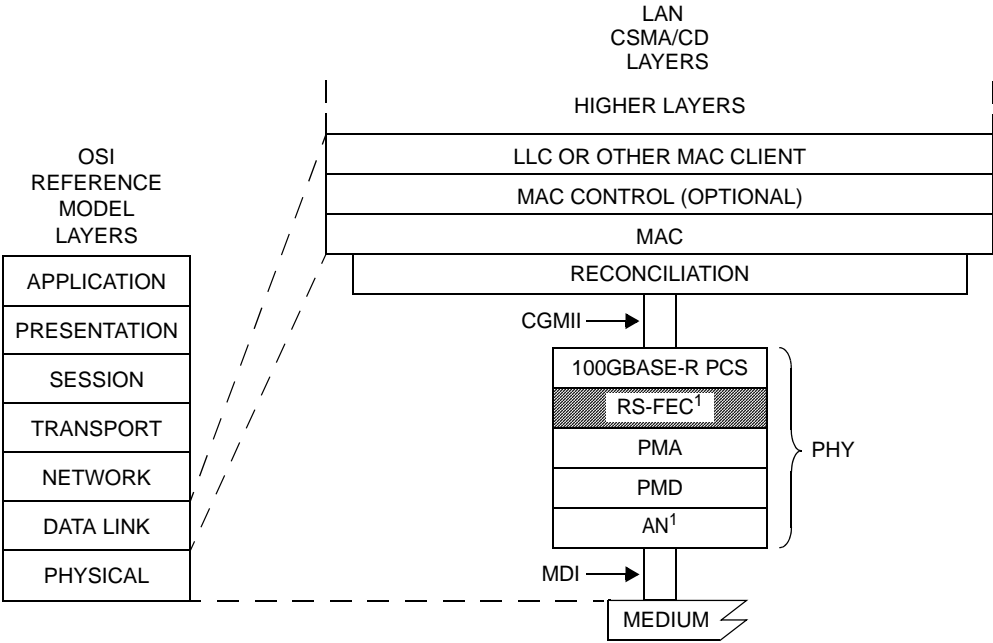 LAN
CSMA/CD
LAYERS
HIGHER LAYERS
LLC OR OTHER MAC CLIENT
MAC CONTROL (OPTIONAL)
MAC
RECONCILIATION
OSI
REFERENCE
MODEL
LAYERS
APPLICATION
PRESENTATION
SESSION
TRANSPORT
NETWORK
DATA LINK
PHYSICAL
CGMII
100GBASE-R PCS
RS-FEC¹
PMA
PMD
AN¹
PHY
MDI
MEDIUM